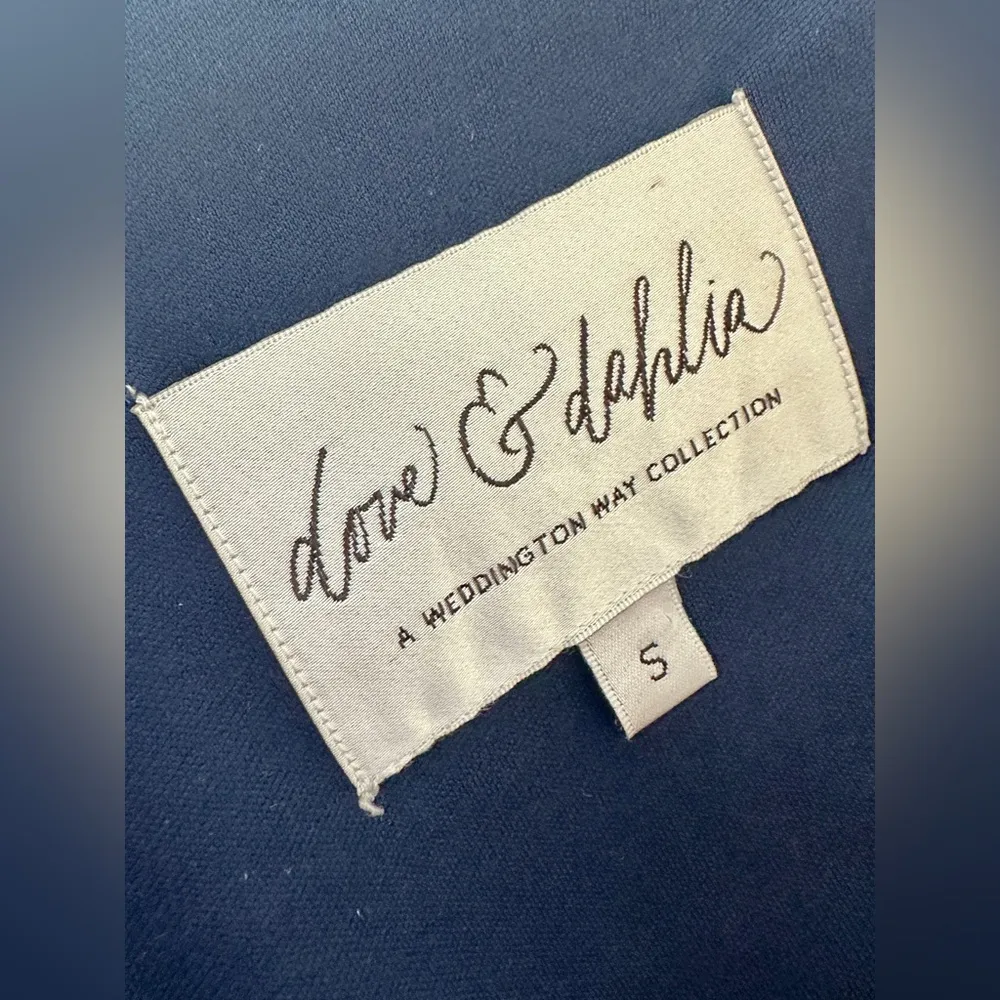 dove & dahlia
A WEDDINGTON WAY COLLECTION
S